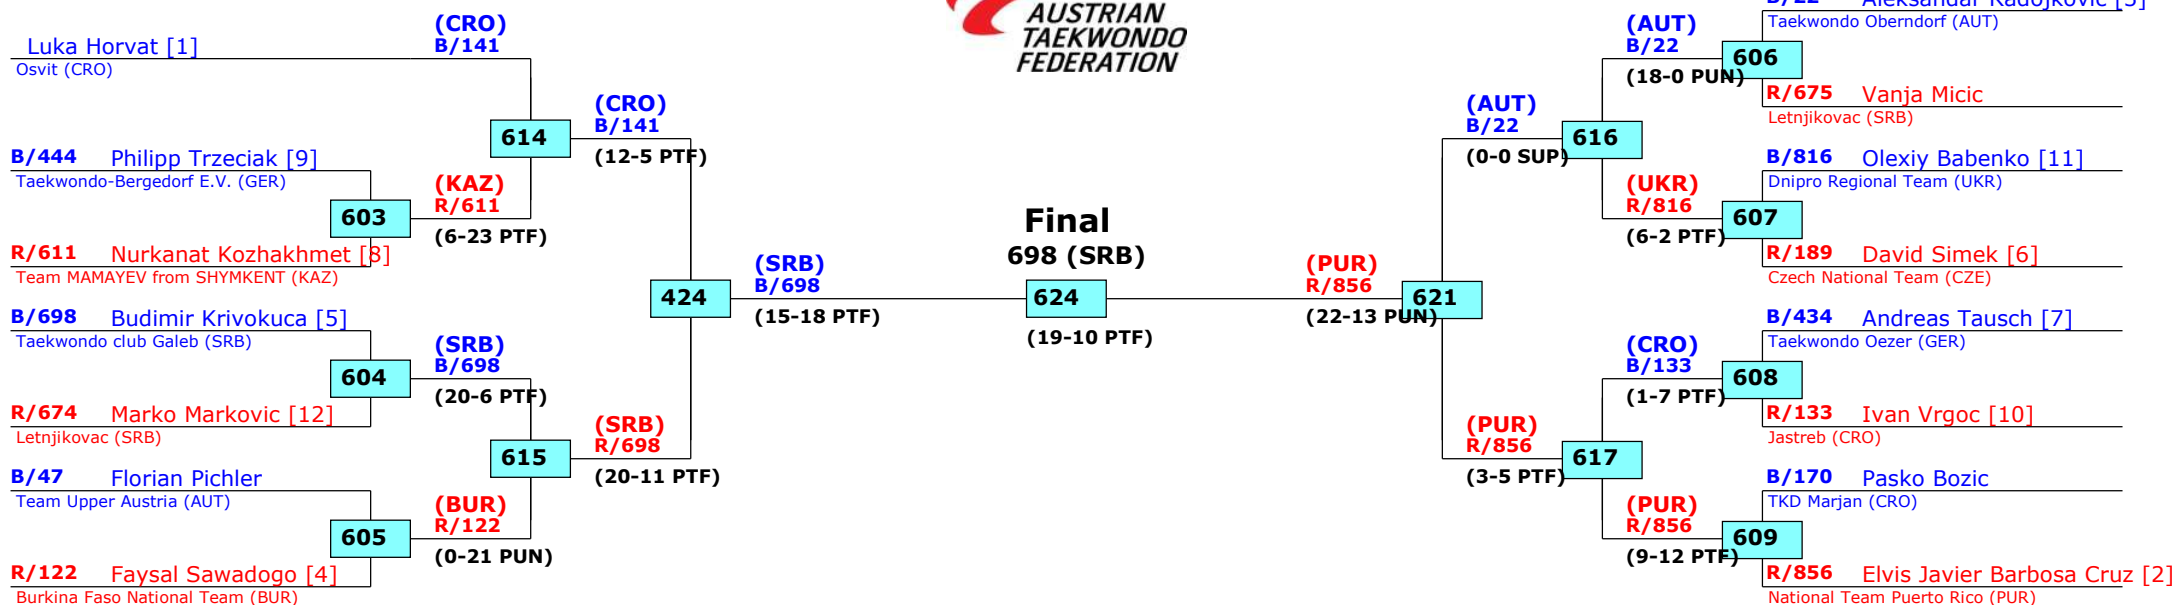 AUSTRIAN
TAEKWONDO
FEDERATION
Luka Horvat [1]
Osvit (CRO)
(CRO)
B/141
B/444 Philipp Trzeciak [9]
Taekwondo-Bergedorf E.V. (GER)
603
R/611 Nurkanat Kozhakhmet [8]
Team MAMAYEV from SHYMKENT (KAZ)
(KAZ)
R/611
(6-23 PTF)
614
(CRO)
B/141
(12-5 PTF)
B/698 Budimir Krivokuca [5]
Taekwondo club Galeb (SRB)
604
R/674 Marko Markovic [12]
Letnjikovac (SRB)
(SRB)
B/698
(20-6 PTF)
B/47 Florian Pichler
Team Upper Austria (AUT)
605
R/122 Faysal Sawadogo [4]
Burkina Faso National Team (BUR)
(BUR)
R/122
(0-21 PUN)
615
(SRB)
R/698
(20-11 PTF)
424
(SRB)
B/698
(15-18 PTF)
Final
698 (SRB)
624
(19-10 PTF)
(PUR)
R/856
(22-13 PUN)
621
(AUT)
B/22
(0-0 SUP)
616
(AUT)
B/22
(18-0 PUN)
606
B/22 Aleksandar Radojkovic [3]
Taekwondo Oberndorf (AUT)
R/675 Vanja Micic
Letnjikovac (SRB)
(UKR)
R/816
(6-2 PTF)
607
B/816 Olexiy Babenko [11]
Dnipro Regional Team (UKR)
R/189 David Simek [6]
Czech National Team (CZE)
(PUR)
R/856
(3-5 PTF)
617
(CRO)
B/133
(1-7 PTF)
608
B/434 Andreas Tausch [7]
Taekwondo Oezer (GER)
R/133 Ivan Vrgoc [10]
Jastreb (CRO)
(PUR)
R/856
(9-12 PTF)
609
B/170 Pasko Bozic
TKD Marjan (CRO)
R/856 Elvis Javier Barbosa Cruz [2]
National Team Puerto Rico (PUR)